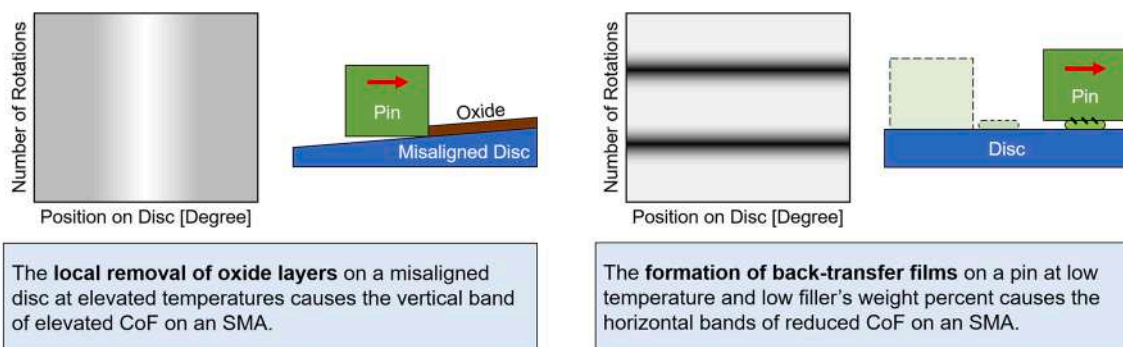 Number of Rotations
Pin
Oxide
Misaligned Disc
Position on Disc [Degree]
The local removal of oxide layers on a misaligned
disc at elevated temperatures causes the vertical band
of elevated CoF on an SMA.
Number of Rotations
Pin
Disc
Position on Disc [Degree]
The formation of back-transfer films on a pin at low
temperature and low filler's weight percent causes the
horizontal bands of reduced CoF on an SMA.